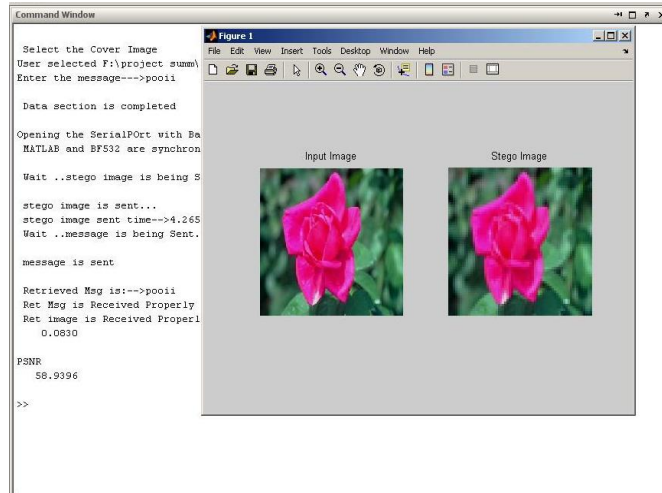 Command Window
Select the Cover Image
User selected F:\project summ\
Enter the message--->pooii
Data section is completed
Opening the SerialPOrt with Ba
MATLAB and BF532 are synchron
Wait ..stego image is being S
stego image is sent...
stego image sent time-->4.265
Wait ..message is being Sent.
message is sent
Retrieved Msg is:-->pooii
Ret Msg is Received Properly
Ret image is Received Properl
0.0830
PSNR
58.9396
>>
Figure 1
File Edit View Insert Tools Desktop Window Help
Input Image
Stego Image